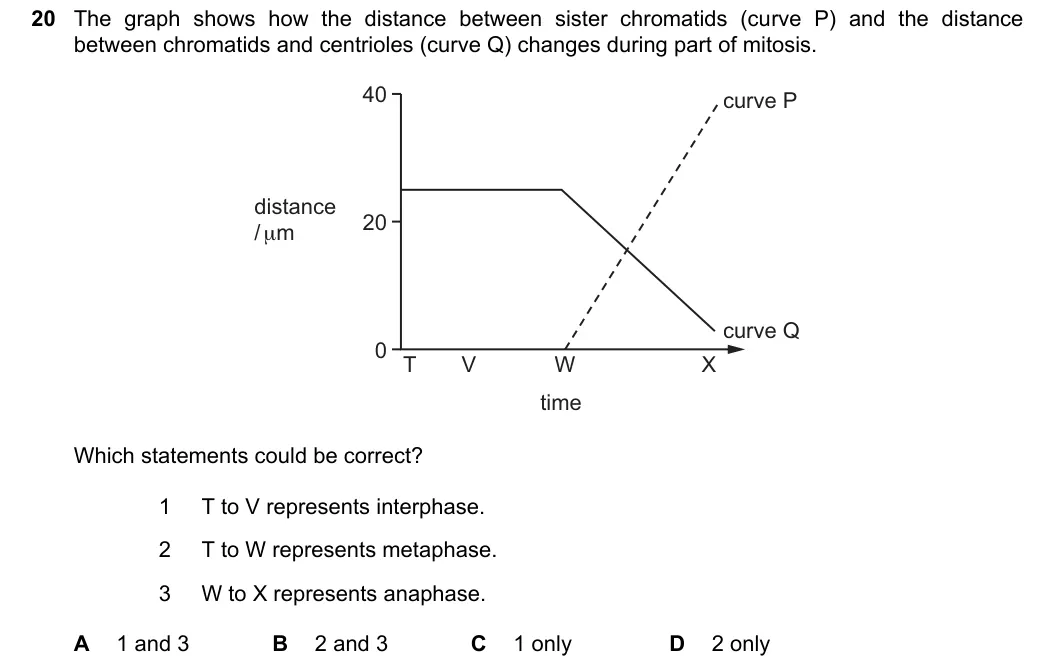 20 The graph shows how the distance between sister chromatids (curve P) and the distance
between chromatids and centrioles (curve Q) changes during part of mitosis.
40
curve P
distance
/ μm
20
curve Q
0
T V W X
time
Which statements could be correct?
1 T to V represents interphase.
2 T to W represents metaphase.
3 W to X represents anaphase.
A 1 and 3 B 2 and 3 C 1 only D 2 only